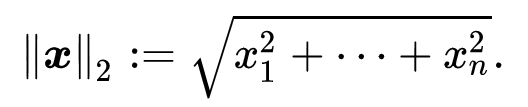 ‖𝒙‖₂ := √(x₁² + ⋯ + xₙ²).